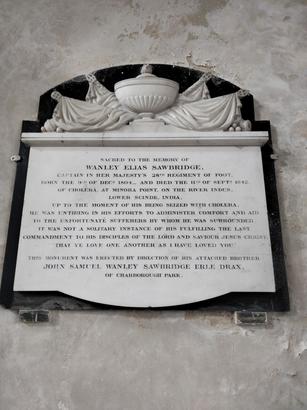 SACRED TO THE MEMORY OF
WANLEY ELIAS SAWBRIDGE,
CAPTAIN IN HER MAJESTY'S 28TH REGIMENT OF FOOT,
BORN THE 9TH OF DECR 1804, AND DIED THE 11TH OF SEPTR 1842.
OF CHOLERA, AT MINORA POINT, ON THE RIVER INDUS,
LOWER SCINDE, INDIA.
UP TO THE MOMENT OF HIS BEING SEIZED WITH CHOLERA,
HE WAS UNTIRING IN HIS EFFORTS TO ADMINISTER COMFORT AND AID
TO THE UNFORTUNATE SUFFERERS BY WHOM HE WAS SURROUNDED;
IT WAS NOT A SOLITARY INSTANCE OF HIS FULFILLING THE LAST
COMMANDMENT TO HIS DISCIPLES OF THE LORD AND SAVIOUR JESUS CHRIST
THAT YE LOVE ONE ANOTHER AS I HAVE LOVED YOU
THIS MONUMENT WAS ERECTED BY DIRECTION OF HIS ATTACHED BROTHER
JOHN SAMUEL WANLEY SAWBRIDGE ERLE DRAX,
OF CHARBOROUGH PARK.